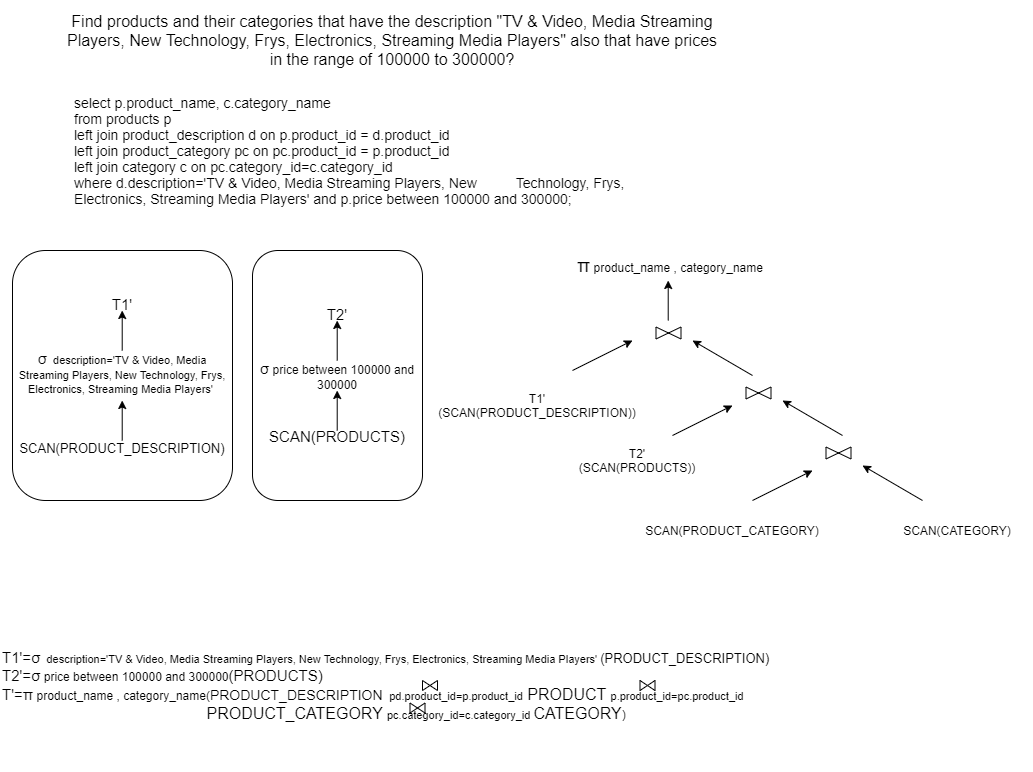 Find products and their categories that have the description "TV & Video, Media Streaming
Players, New Technology, Frys, Electronics, Streaming Media Players" also that have prices
in the range of 100000 to 300000?
select p.product_name, c.category_name
from products p
left join product_description d on p.product_id = d.product_id
left join product_category pc on pc.product_id = p.product_id
left join category c on pc.category_id=c.category_id
where d.description='TV & Video, Media Streaming Players, New Technology, Frys,
Electronics, Streaming Media Players' and p.price between 100000 and 300000;
T1'
σ description='TV & Video, Media
Streaming Players, New Technology, Frys,
Electronics, Streaming Media Players'
SCAN(PRODUCT_DESCRIPTION)
T2'
σ price between 100000 and
300000
SCAN(PRODUCTS)
π product_name , category_name
⋈
⋈
T1'
(SCAN(PRODUCT_DESCRIPTION))
⋈
T2'
(SCAN(PRODUCTS))
SCAN(PRODUCT_CATEGORY)
SCAN(CATEGORY)
T1'=σ description='TV & Video, Media Streaming Players, New Technology, Frys, Electronics, Streaming Media Players' (PRODUCT_DESCRIPTION)
T2'=σ price between 100000 and 300000(PRODUCTS)
T'=π product_name , category_name(PRODUCT_DESCRIPTION ⋈ pd.product_id=p.product_id PRODUCT ⋈ p.product_id=pc.product_id
PRODUCT_CATEGORY ⋈ pc.category_id=c.category_id CATEGORY)